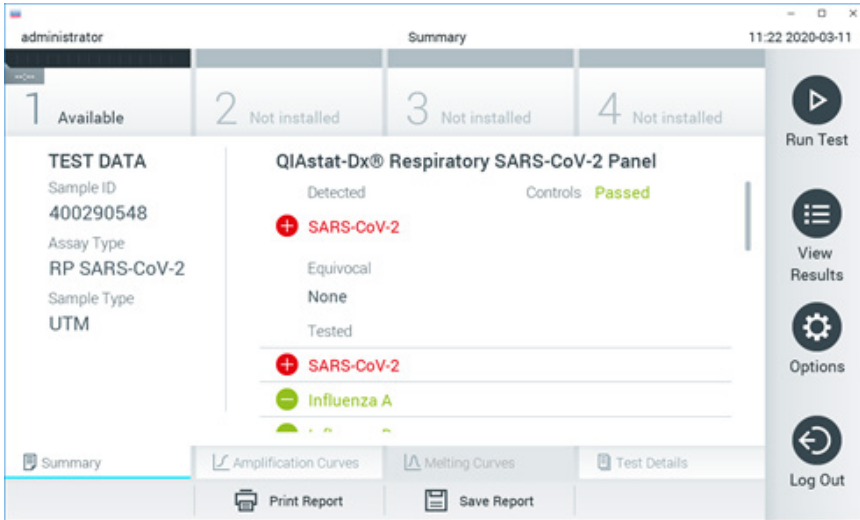 administrator
Summary
11:22 2020-03-11
1 Available
2 Not installed
3 Not installed
4 Not installed
TEST DATA
Sample ID
400290548
Assay Type
RP SARS-CoV-2
Sample Type
UTM
QIAstat-Dx® Respiratory SARS-CoV-2 Panel
Detected
Controls Passed
SARS-CoV-2
Equivocal
None
Tested
SARS-CoV-2
Influenza A
Run Test
View
Results
Options
Log Out
Summary
Amplification Curves
Melting Curves
Test Details
Print Report
Save Report